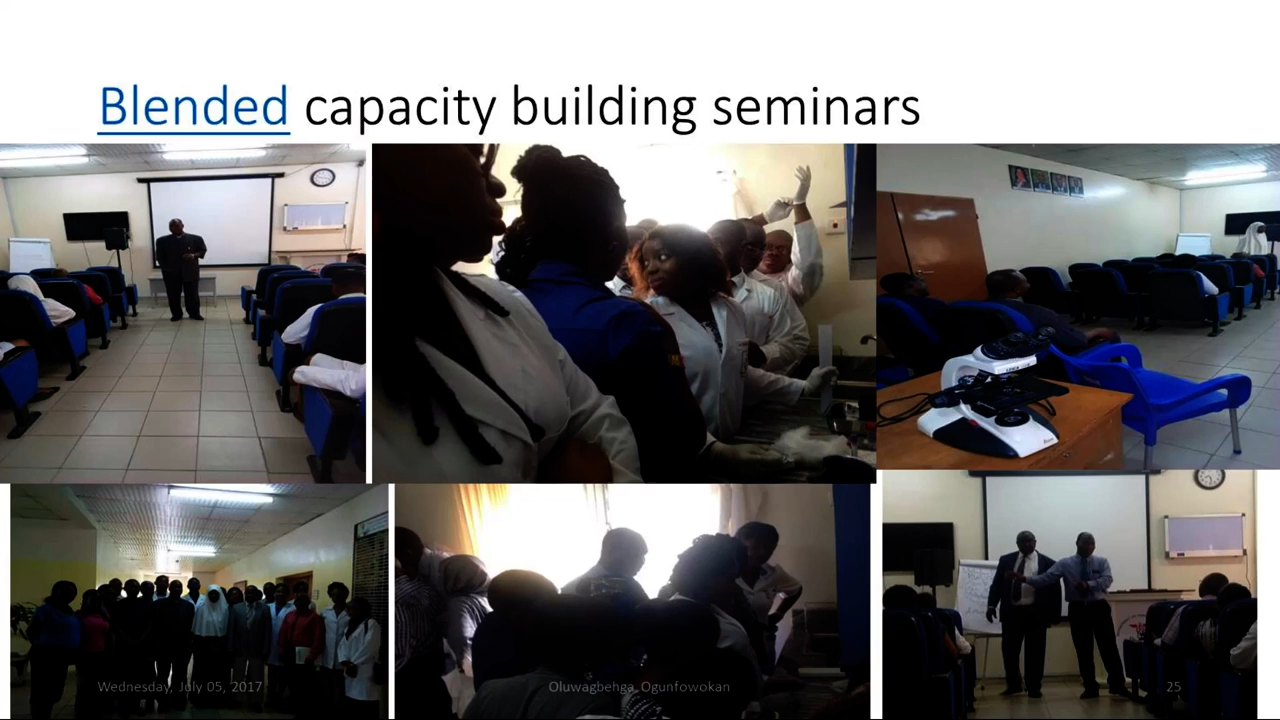 Blended capacity building seminars
Wednesday, July 05, 2017
Oluwagbehga Ogunfowokan
25